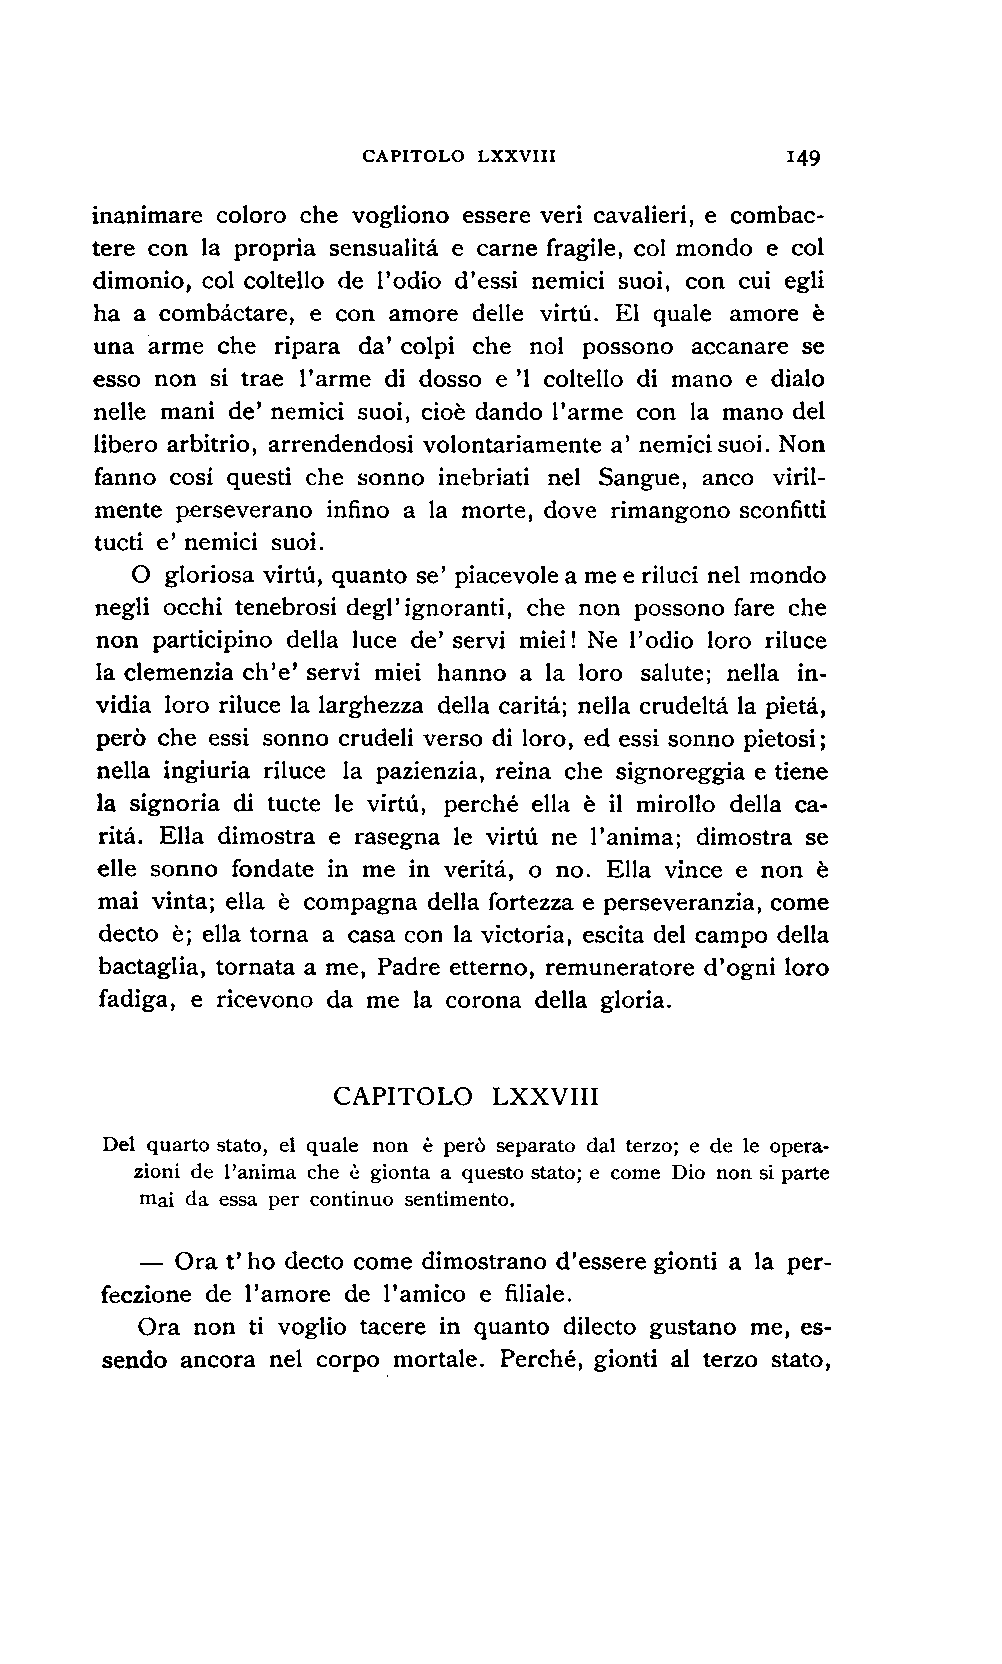 CAPITOLO LXXVIII 149
inanimare coloro che vogliono essere veri cavalieri, e combac-
tere con la propria sensualitá e carne fragile, col mondo e col
dimonio, col coltello de l'odio d'essi nemici suoi, con cui egli
ha a combáctare, e con amore delle virtú. El quale amore è
una arme che ripara da' colpi che nol possono accanare se
esso non si trae l'arme di dosso e 'l coltello di mano e dialo
nelle mani de' nemici suoi, cioè dando l'arme con la mano del
libero arbitrio, arrendendosi volontariamente a' nemici suoi. Non
fanno cosí questi che sonno inebriati nel Sangue, anco viril-
mente perseverano infino a la morte, dove rimangono sconfitti
tucti e' nemici suoi.
O gloriosa virtú, quanto se' piacevole a me e riluci nel mondo
negli occhi tenebrosi degl'ignoranti, che non possono fare che
non participino della luce de' servi miei! Ne l'odio loro riluce
la clemenzia ch'e' servi miei hanno a la loro salute; nella in-
vidia loro riluce la larghezza della caritá; nella crudeltá la pietá,
però che essi sonno crudeli verso di loro, ed essi sonno pietosi;
nella ingiuria riluce la pazienzia, reina che signoreggia e tiene
la signoria di tucte le virtú, perché ella è il mirollo della ca-
ritá. Ella dimostra e rasegna le virtú ne l'anima; dimostra se
elle sonno fondate in me in veritá, o no. Ella vince e non è
mai vinta; ella è compagna della fortezza e perseveranzia, come
decto è; ella torna a casa con la victoria, escita del campo della
bactaglia, tornata a me, Padre etterno, remuneratore d'ogni loro
fadiga, e ricevono da me la corona della gloria.
CAPITOLO LXXVIII
Del quarto stato, el quale non è però separato dal terzo; e de le opera-
zioni de l'anima che è gionta a questo stato; e come Dio non si parte
mai da essa per continuo sentimento.
— Ora t'ho decto come dimostrano d'essere gionti a la per-
feczione de l'amore de l'amico e filiale.
Ora non ti voglio tacere in quanto dilecto gustano me, es-
sendo ancora nel corpo mortale. Perché, gionti al terzo stato,